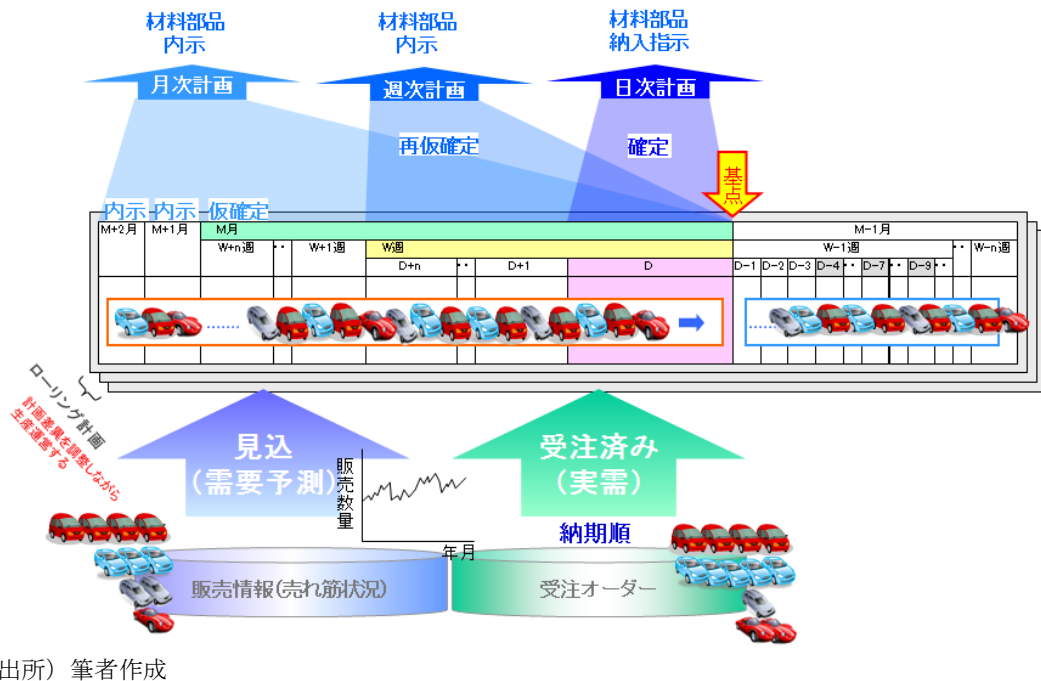 材料部品
内示
材料部品
内示
材料部品
納入指示
月次計画
週次計画
日次計画
再仮確定
確定
基点
内示
内示
仮確定
M+2月
M+1月
M月
M−1月
W+n週
··
W+1週
W週
W−1週
··
W−n週
D+n
··
D+1
D
D−1
D−2
D−3
D−4
··
D−7
··
D−9
··
········
······
ローリング計画
計画差異を調整しながら
生産運営する
見込
(需要予測)
販売数量
年月
受注済み
(実需)
納期順
販売情報(売れ筋状況)
受注オーダー
出所）筆者作成